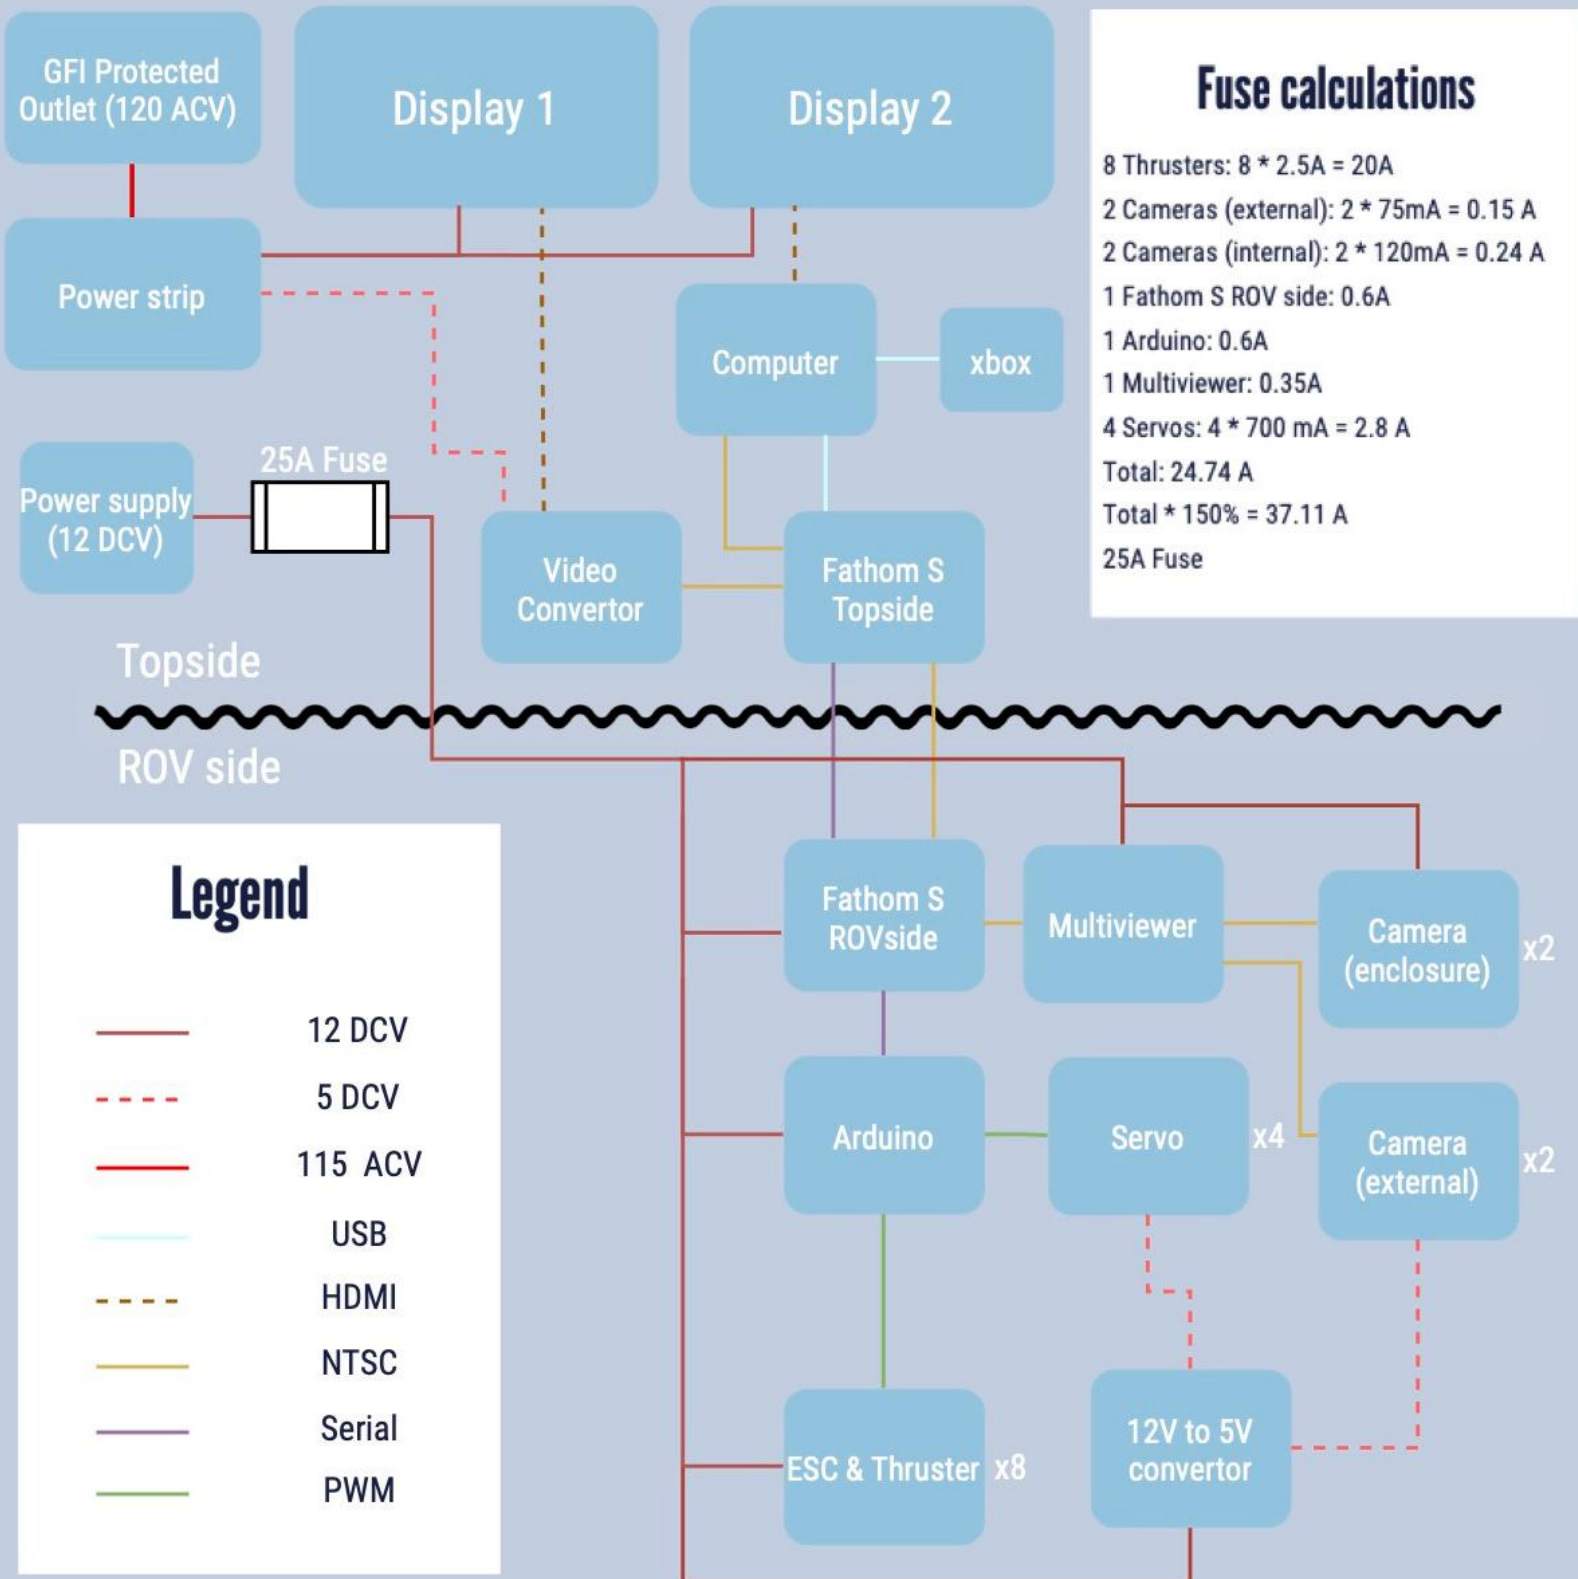 GFI Protected
Outlet (120 ACV)
Display 1
Display 2
Power strip
Computer
xbox
25A Fuse
Power supply
(12 DCV)
Video
Convertor
Fathom S
Topside
Fuse calculations
8 Thrusters: 8 * 2.5A = 20A
2 Cameras (external): 2 * 75mA = 0.15 A
2 Cameras (internal): 2 * 120mA = 0.24 A
1 Fathom S ROV side: 0.6A
1 Arduino: 0.6A
1 Multiviewer: 0.35A
4 Servos: 4 * 700 mA = 2.8 A
Total: 24.74 A
Total * 150% = 37.11 A
25A Fuse
Topside
ROV side
Fathom S
ROVside
Multiviewer
Camera
(enclosure)
x2
Arduino
Servo
x4
Camera
(external)
x2
ESC & Thruster
x8
12V to 5V
convertor
Legend
12 DCV
5 DCV
115 ACV
USB
HDMI
NTSC
Serial
PWM